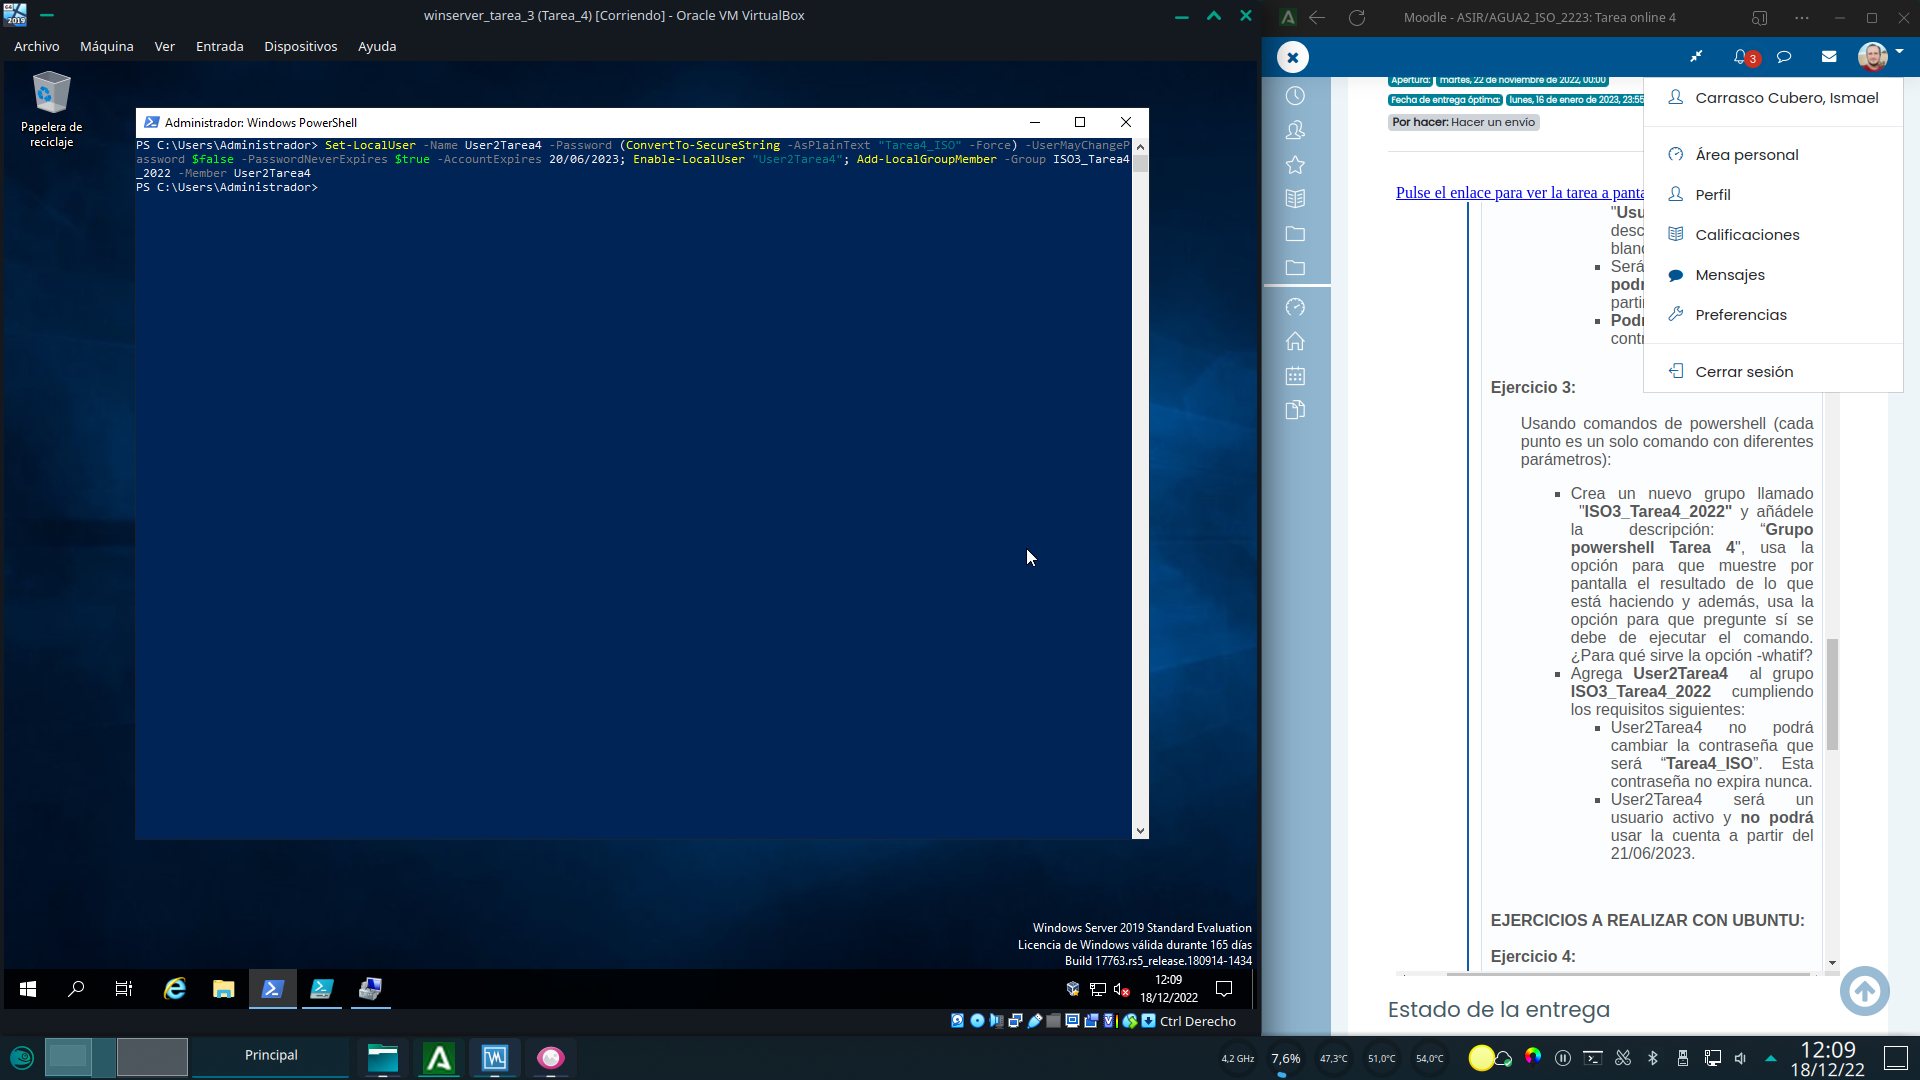 winserver_tarea_3 (Tarea_4) [Corriendo] - Oracle VM VirtualBox
Archivo Máquina Ver Entrada Dispositivos Ayuda
Papelera de
reciclaje
Administrador: Windows PowerShell
PS C:\Users\Administrador> Set-LocalUser -Name User2Tarea4 -Password (ConvertTo-SecureString -AsPlainText "Tarea4_ISO" -Force) -UserMayChangeP
assword $false -PasswordNeverExpires $true -AccountExpires 20/06/2023; Enable-LocalUser "User2Tarea4"; Add-LocalGroupMember -Group ISO3_Tarea4
_2022 -Member User2Tarea4
PS C:\Users\Administrador>
Windows Server 2019 Standard Evaluation
Licencia de Windows válida durante 165 días
Build 17763.rs5_release.180914-1434
12:09
18/12/2022
Ctrl Derecho
Moodle - ASIR/AGUA2_ISO_2223: Tarea online 4
3
Apertura: martes, 22 de noviembre de 2022, 00:00
Fecha de entrega óptima: lunes, 16 de enero de 2023, 23:55
Por hacer: Hacer un envío
Carrasco Cubero, Ismael
Área personal
Perfil
Calificaciones
Mensajes
Preferencias
Cerrar sesión
Pulse el enlace para ver la tarea a panta
"Usu
desc
blanc
Será
podr
partir
Podr
contr
Ejercicio 3:
Usando comandos de powershell (cada
punto es un solo comando con diferentes
parámetros):
Crea un nuevo grupo llamado
"ISO3_Tarea4_2022" y añádele
la descripción: “Grupo
powershell Tarea 4", usa la
opción para que muestre por
pantalla el resultado de lo que
está haciendo y además, usa la
opción para que pregunte sí se
debe de ejecutar el comando.
¿Para qué sirve la opción -whatif?
Agrega User2Tarea4 al grupo
ISO3_Tarea4_2022 cumpliendo
los requisitos siguientes:
User2Tarea4 no podrá
cambiar la contraseña que
será “Tarea4_ISO”. Esta
contraseña no expira nunca.
User2Tarea4 será un
usuario activo y no podrá
usar la cuenta a partir del
21/06/2023.
EJERCICIOS A REALIZAR CON UBUNTU:
Ejercicio 4:
Estado de la entrega
Principal
4,2 GHz
7,6%
47,3°C
51,0°C
54,0°C
12:09
18/12/22